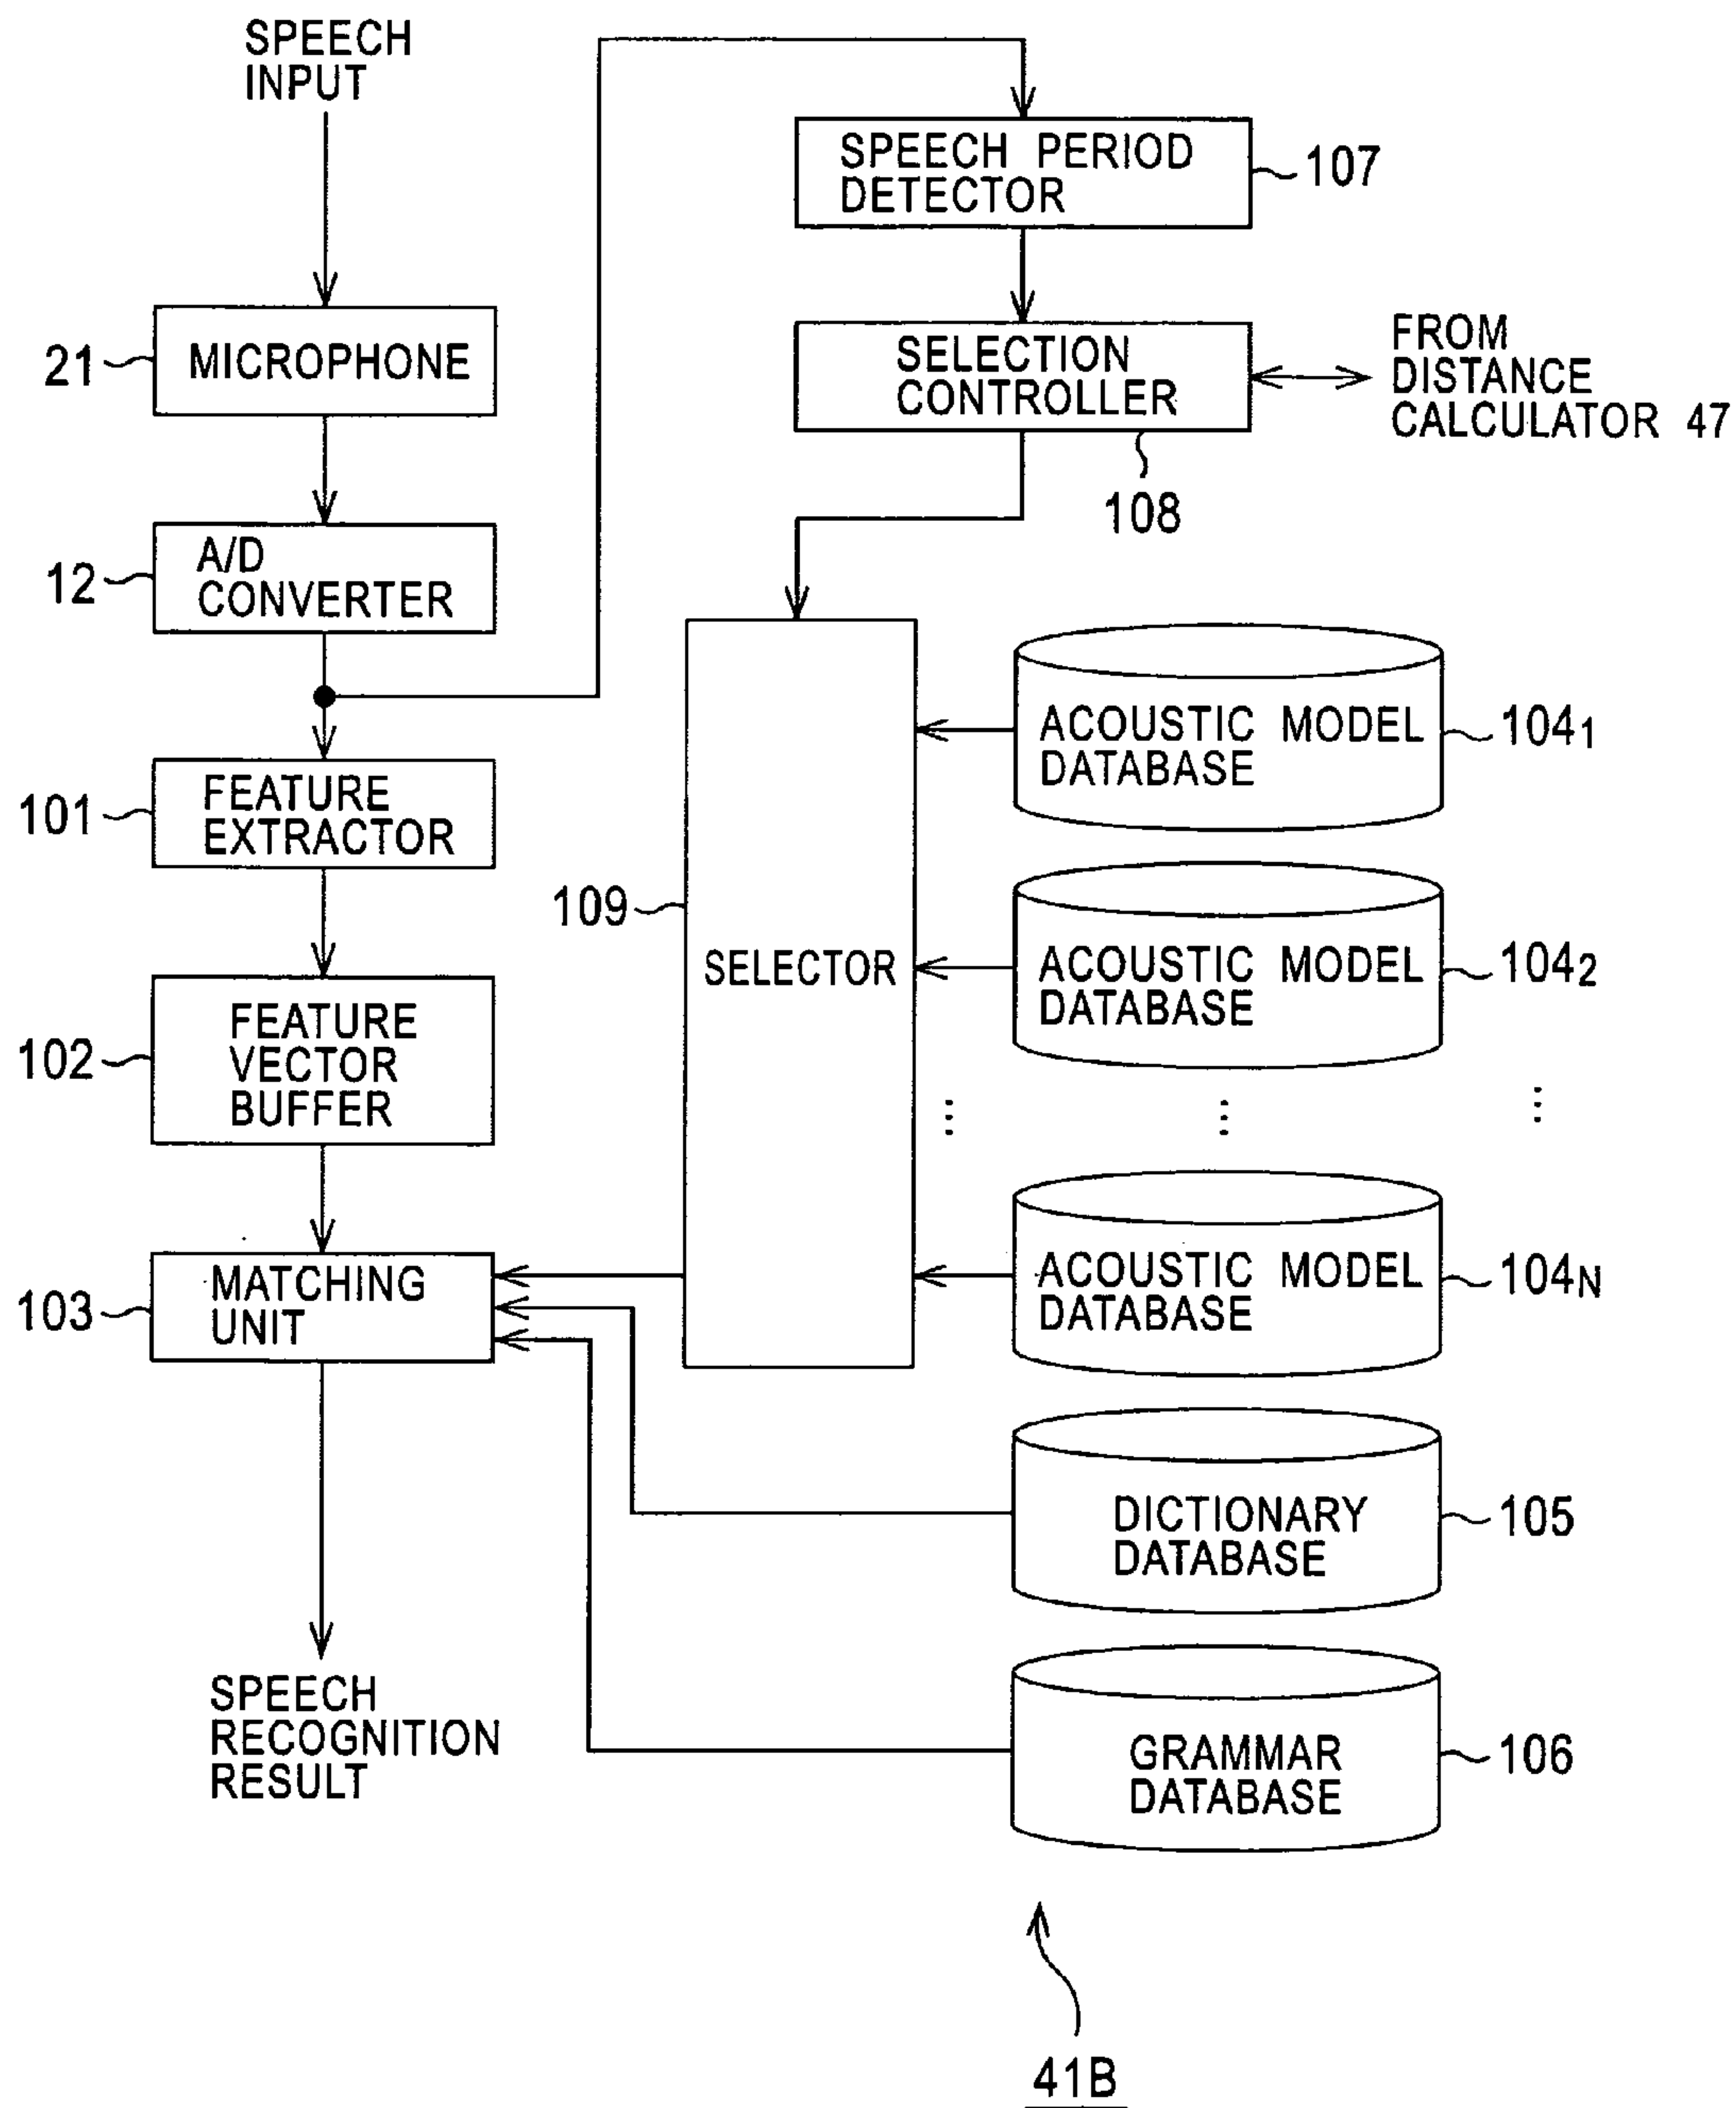 SPEECH
INPUT
SPEECH PERIOD
DETECTOR
107
21
MICROPHONE
SELECTION
CONTROLLER
108
FROM
DISTANCE
CALCULATOR 47
12
A/D
CONVERTER
101
FEATURE
EXTRACTOR
109
SELECTOR
ACOUSTIC MODEL
DATABASE
104₁
ACOUSTIC MODEL
DATABASE
104₂
102
FEATURE
VECTOR
BUFFER
...
...
...
ACOUSTIC MODEL
DATABASE
104N
103
MATCHING
UNIT
DICTIONARY
DATABASE
105
GRAMMAR
DATABASE
106
SPEECH
RECOGNITION
RESULT
41B